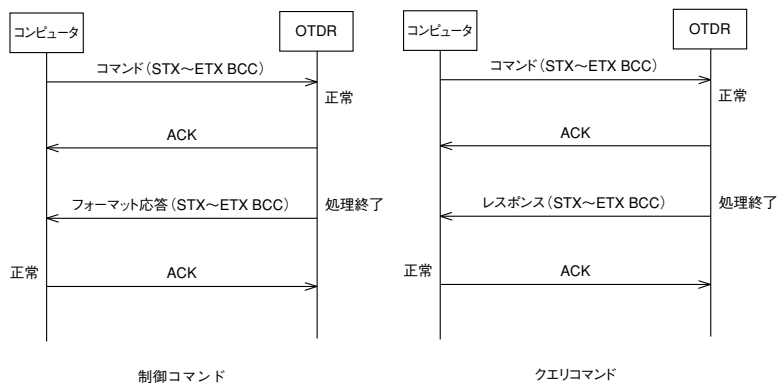 コンピュータ
OTDR
コマンド(STX～ETX BCC)
正常
ACK
フォーマット応答(STX～ETX BCC)
処理終了
正常
ACK
制御コマンド
コンピュータ
OTDR
コマンド(STX～ETX BCC)
正常
ACK
レスポンス(STX～ETX BCC)
処理終了
正常
ACK
クエリコマンド